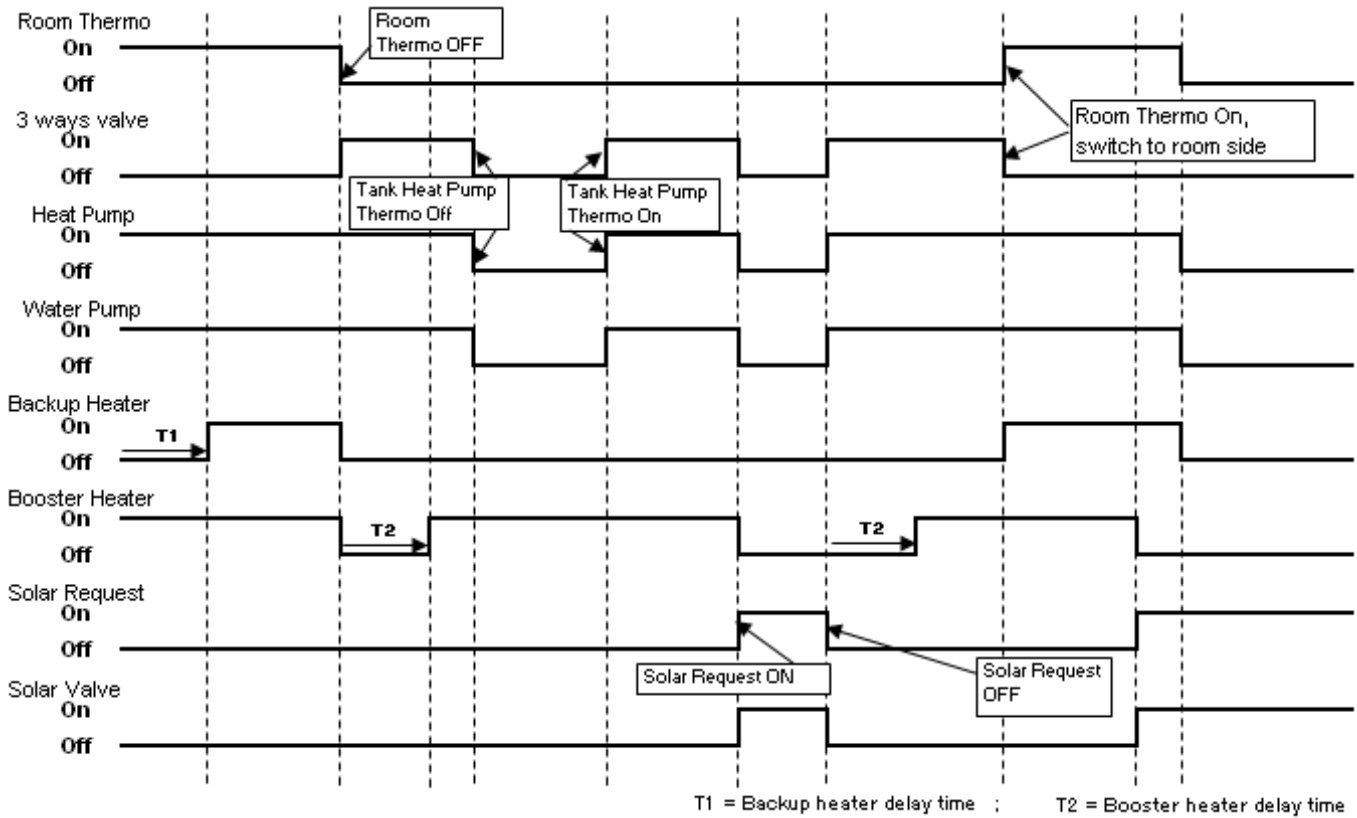 Room Thermo
On
Off
Room
Thermo OFF
3 ways valve
On
Off
Room Thermo On,
switch to room side
Tank Heat Pump
Thermo Off
Tank Heat Pump
Thermo On
Heat Pump
On
Off
Water Pump
On
Off
Backup Heater
On
Off
T1
Booster Heater
On
Off
T2
T2
Solar Request
On
Off
Solar Request ON
Solar Request
OFF
Solar Valve
On
Off
T1 = Backup heater delay time ; T2 = Booster heater delay time